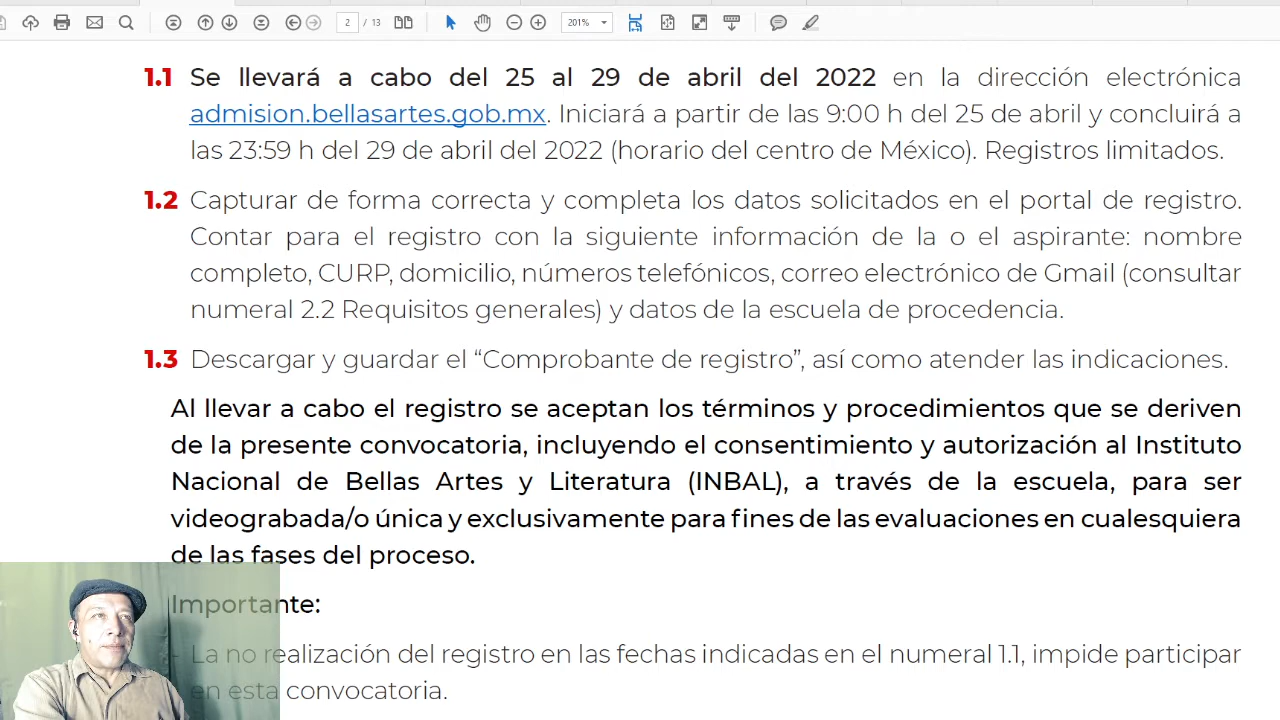 2 / 13
201%
1.1 Se llevará a cabo del 25 al 29 de abril del 2022 en la dirección electrónica
admision.bellasartes.gob.mx. Iniciará a partir de las 9:00 h del 25 de abril y concluirá a
las 23:59 h del 29 de abril del 2022 (horario del centro de México). Registros limitados.
1.2 Capturar de forma correcta y completa los datos solicitados en el portal de registro.
Contar para el registro con la siguiente información de la o el aspirante: nombre
completo, CURP, domicilio, números telefónicos, correo electrónico de Gmail (consultar
numeral 2.2 Requisitos generales) y datos de la escuela de procedencia.
1.3 Descargar y guardar el “Comprobante de registro”, así como atender las indicaciones.
Al llevar a cabo el registro se aceptan los términos y procedimientos que se deriven
de la presente convocatoria, incluyendo el consentimiento y autorización al Instituto
Nacional de Bellas Artes y Literatura (INBAL), a través de la escuela, para ser
videograbada/o única y exclusivamente para fines de las evaluaciones en cualesquiera
de las fases del proceso.
Importante:
- La no realización del registro en las fechas indicadas en el numeral 1.1, impide participar
en esta convocatoria.